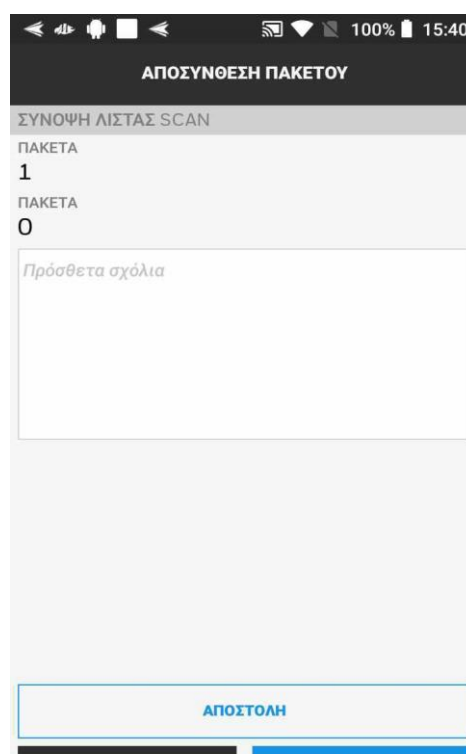 100% 15:40
ΑΠΟΣΥΝΘΕΣΗ ΠΑΚΕΤΟΥ
ΣΥΝΟΨΗ ΛΙΣΤΑΣ SCAN
ΠΑΚΕΤΑ
1
ΠΑΚΕΤΑ
0
Πρόσθετα σχόλια
ΑΠΟΣΤΟΛΗ